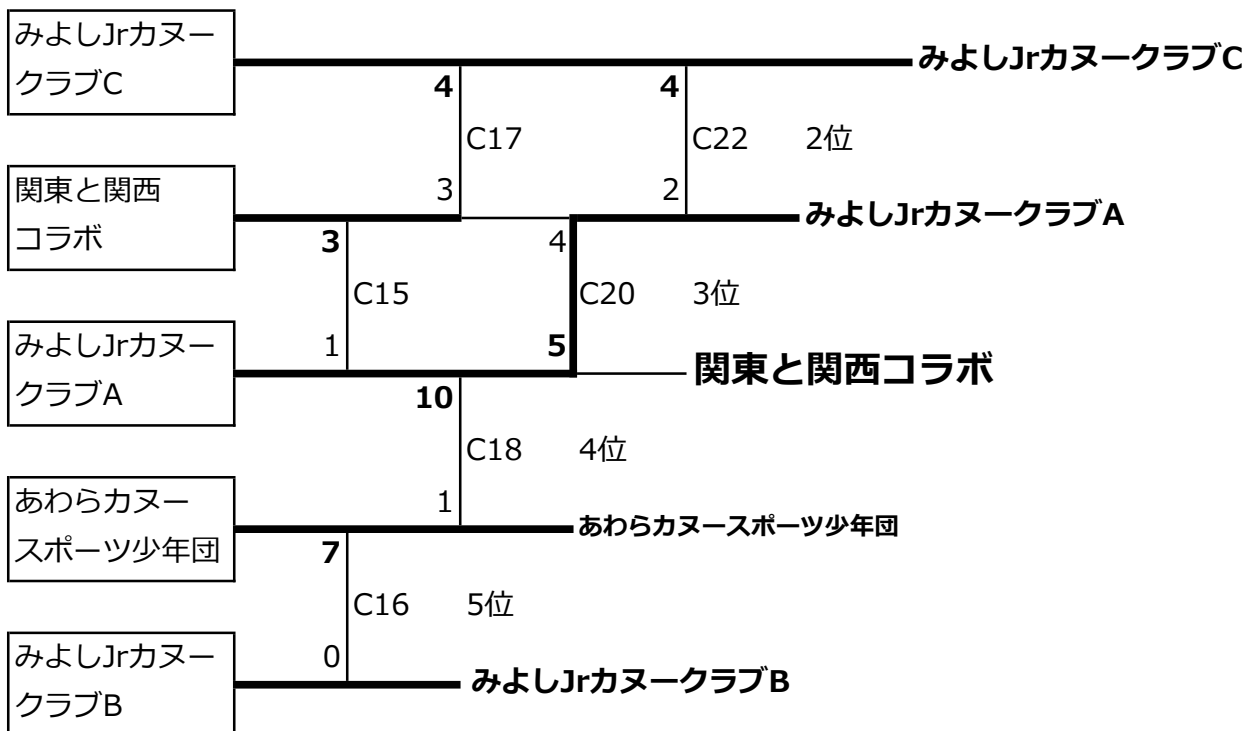 みよしJrカヌー
クラブC
みよしJrカヌークラブC
4
4
C17
C22
2位
関東と関西
コラボ
3
2
みよしJrカヌークラブA
3
4
C15
C20
3位
みよしJrカヌー
クラブA
1
5
関東と関西コラボ
10
C18
4位
あわらカヌー
スポーツ少年団
1
あわらカヌースポーツ少年団
7
C16
5位
みよしJrカヌー
クラブB
0
みよしJrカヌークラブB